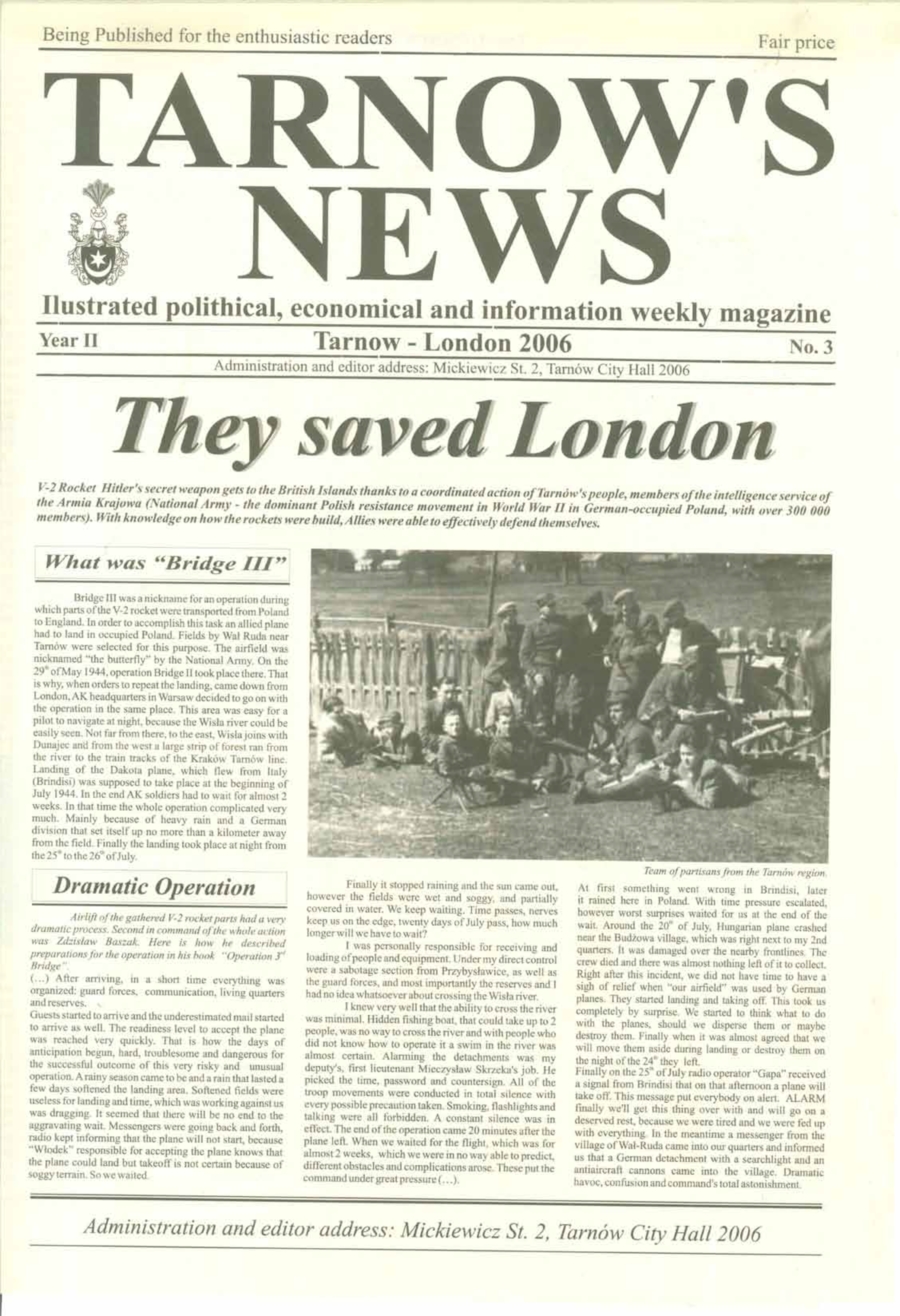 Being Published for the enthusiastic readers
Fair price
TARNOW'S
NEWS
Ilustrated polithical, economical and information weekly magazine
Year II
Tarnow - London 2006
No. 3
Administration and editor address: Mickiewicz St. 2, Tarnów City Hall 2006
They saved London
V-2 Rocket Hitler's secret weapon gets to the British Islands thanks to a coordinated action of Tarnów's people, members of the intelligence service of
the Armia Krajowa (National Army - the dominant Polish resistance movement in World War II in German-occupied Poland, with over 300 000
members). With knowledge on how the rockets were build, Allies were able to effectively defend themselves.
What was "Bridge III"
Bridge III was a nickname for an operation during
which parts of the V-2 rocket were transported from Poland
to England. In order to accomplish this task an allied plane
had to land in occupied Poland. Fields by Wał Ruda near
Tarnów were selected for this purpose. The airfield was
nicknamed "the butterfly" by the National Army. On the
29th of May 1944, operation Bridge II took place there. That
is why, when orders to repeat the landing, came down from
London, AK headquarters in Warsaw decided to go on with
the operation in the same place. This area was easy for a
pilot to navigate at night, because the Wisła river could be
easily seen. Not far from there, to the east, Wisła joins with
Dunajec and from the west a large strip of forest ran from
the river to the train tracks of the Kraków Tarnów line.
Landing of the Dakota plane, which flew from Italy
(Brindisi) was supposed to take place at the beginning of
July 1944. In the end AK soldiers had to wait for almost 2
weeks. In that time the whole operation complicated very
much. Mainly because of heavy rain and a German
division that set itself up no more than a kilometer away
from the field. Finally the landing took place at night from
the 25th to the 26th of July.
Team of partisans from the Tarnów region.
Dramatic Operation
Airlift of the gathered V-2 rocket parts had a very
dramatic process. Second in command of the whole action
was Zdzisław Baszak. Here is how he described
preparations for the operation in his book "Operation 3rd
Bridge".
(...) After arriving, in a short time everything was
organized: guard forces, communication, living quarters
and reserves.
Guests started to arrive and the underestimated mail started
to arrive as well. The readiness level to accept the plane
was reached very quickly. That is how the days of
anticipation begun, hard, troublesome and dangerous for
the successful outcome of this very risky and unusual
operation. A rainy season came to be and a rain that lasted a
few days softened the landing area. Softened fields were
useless for landing and time, which was working against us
was dragging. It seemed that there will be no end to the
aggravating wait. Messengers were going back and forth,
radio kept informing that the plane will not start, because
"Włodek" responsible for accepting the plane knows that
the plane could land but takeoff is not certain because of
soggy terrain. So we waited.
Finally it stopped raining and the sun came out,
however the fields were wet and soggy, and partially
covered in water. We keep waiting. Time passes, nerves
keep us on the edge, twenty days of July pass, how much
longer will we have to wait?
I was personally responsible for receiving and
loading of people and equipment. Under my direct control
were a sabotage section from Przybysławice, as well as
the guard forces, and most importantly the reserves and I
had no idea whatsoever about crossing the Wisła river.
I knew very well that the ability to cross the river
was minimal. Hidden fishing boat, that could take up to 2
people, was no way to cross the river and with people who
did not know how to operate it a swim in the river was
almost certain. Alarming the detachments was my
deputy's, first lieutenant Mieczysław Skrzeka's job. He
picked the time, password and countersign. All of the
troop movements were conducted in total silence with
every possible precaution taken. Smoking, flashlights and
talking were all forbidden. A constant silence was in
effect. The end of the operation came 20 minutes after the
plane left. When we waited for the flight, which was for
almost 2 weeks, which we were in no way able to predict,
different obstacles and complications arose. These put the
command under great pressure (...).
At first something went wrong in Brindisi, later
it rained here in Poland. With time pressure escalated,
however worst surprises waited for us at the end of the
wait. Around the 20th of July, Hungarian plane crashed
near the Budżowa village, which was right next to my 2nd
quarters. It was damaged over the nearby frontlines. The
crew died and there was almost nothing left of it to collect.
Right after this incident, we did not have time to have a
sigh of relief when "our airfield" was used by German
planes. They started landing and taking off. This took us
completely by surprise. We started to think what to do
with the planes, should we disperse them or maybe
destroy them. Finally when it was almost agreed that we
will move them aside during landing or destroy them on
the night of the 24th they left.
Finally on the 25th of July radio operator "Gapa" received
a signal from Brindisi that on that afternoon a plane will
take off. This message put everybody on alert. ALARM
finally we'll get this thing over with and will go on a
deserved rest, because we were tired and we were fed up
with everything. In the meantime a messenger from the
village of Wał-Ruda came into our quarters and informed
us that a German detachment with a searchlight and an
antiaircraft cannons came into the village. Dramatic
havoc, confusion and command's total astonishment.
Administration and editor address: Mickiewicz St. 2, Tarnów City Hall 2006